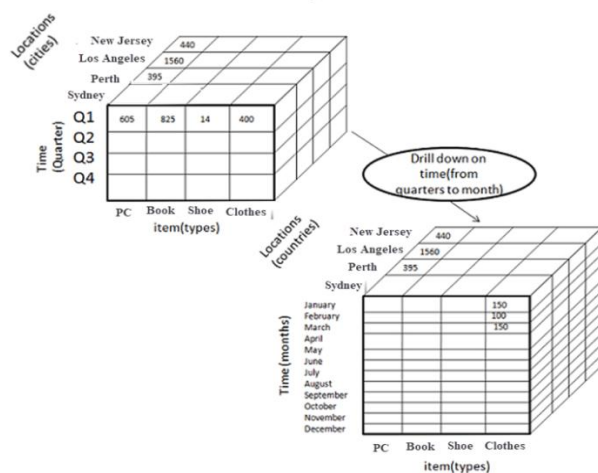 Locations
(cities)
New Jersey
Los Angeles
Perth
Sydney
440
1560
395
Time
(Quarter)
Q1
Q2
Q3
Q4
605 825 14 400
PC Book Shoe Clothes
item(types)
Drill down on
time(from
quarters to month)
Locations
(countries)
New Jersey
Los Angeles
Perth
Sydney
440
1560
395
Time (months)
January 150
February 100
March 150
April
May
June
July
August
September
October
November
December
PC Book Shoe Clothes
item(types)